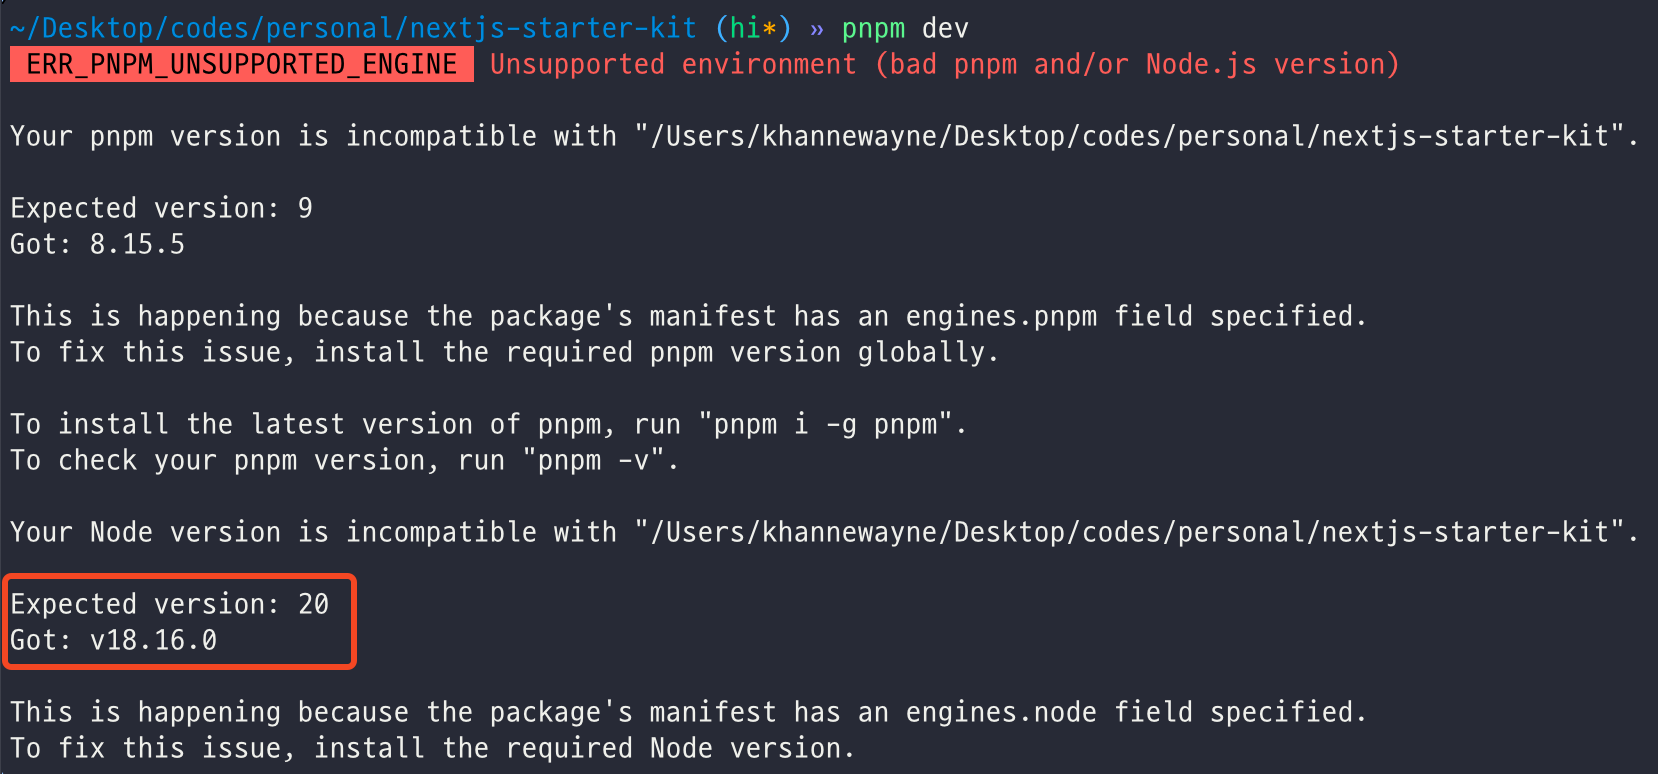 ~/Desktop/codes/personal/nextjs-starter-kit (hi*) » pnpm dev
ERR_PNPM_UNSUPPORTED_ENGINE Unsupported environment (bad pnpm and/or Node.js version)
Your pnpm version is incompatible with "/Users/khannewayne/Desktop/codes/personal/nextjs-starter-kit".
Expected version: 9
Got: 8.15.5
This is happening because the package's manifest has an engines.pnpm field specified.
To fix this issue, install the required pnpm version globally.
To install the latest version of pnpm, run "pnpm i -g pnpm".
To check your pnpm version, run "pnpm -v".
Your Node version is incompatible with "/Users/khannewayne/Desktop/codes/personal/nextjs-starter-kit".
Expected version: 20
Got: v18.16.0
This is happening because the package's manifest has an engines.node field specified.
To fix this issue, install the required Node version.